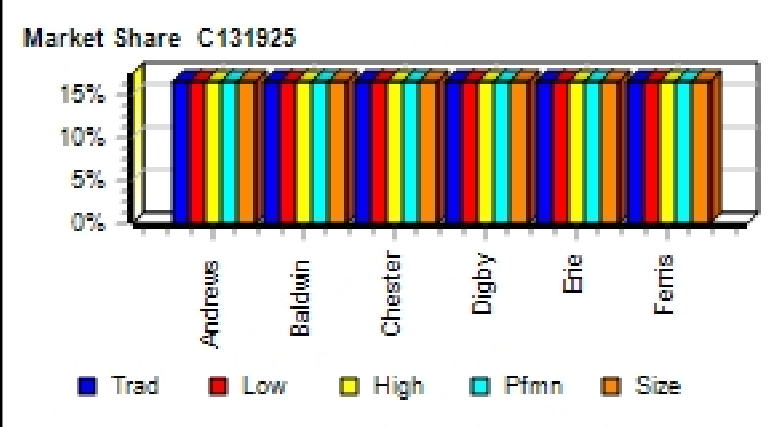 Market Share C131925
15%
10%
5%
0%
Andrews
Baldwin
Chester
Digby
Erie
Ferris
Trad Low High Pfmn Size